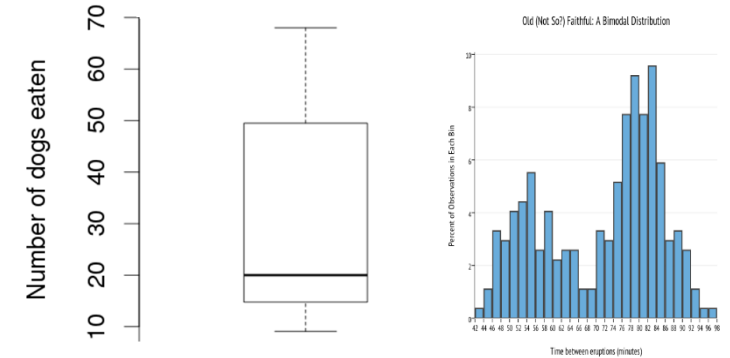 Number of dogs eaten
70
60
50
40
30
20
10
Old (Not So?) Faithful: A Bimodal Distribution
Percent of Observations in Each Bin
10
8
6
4
2
0
42 44 46 48 50 52 54 56 58 60 62 64 66 68 70 72 74 76 78 80 82 84 86 88 90 92 94 96 98
Time between eruptions (minutes)